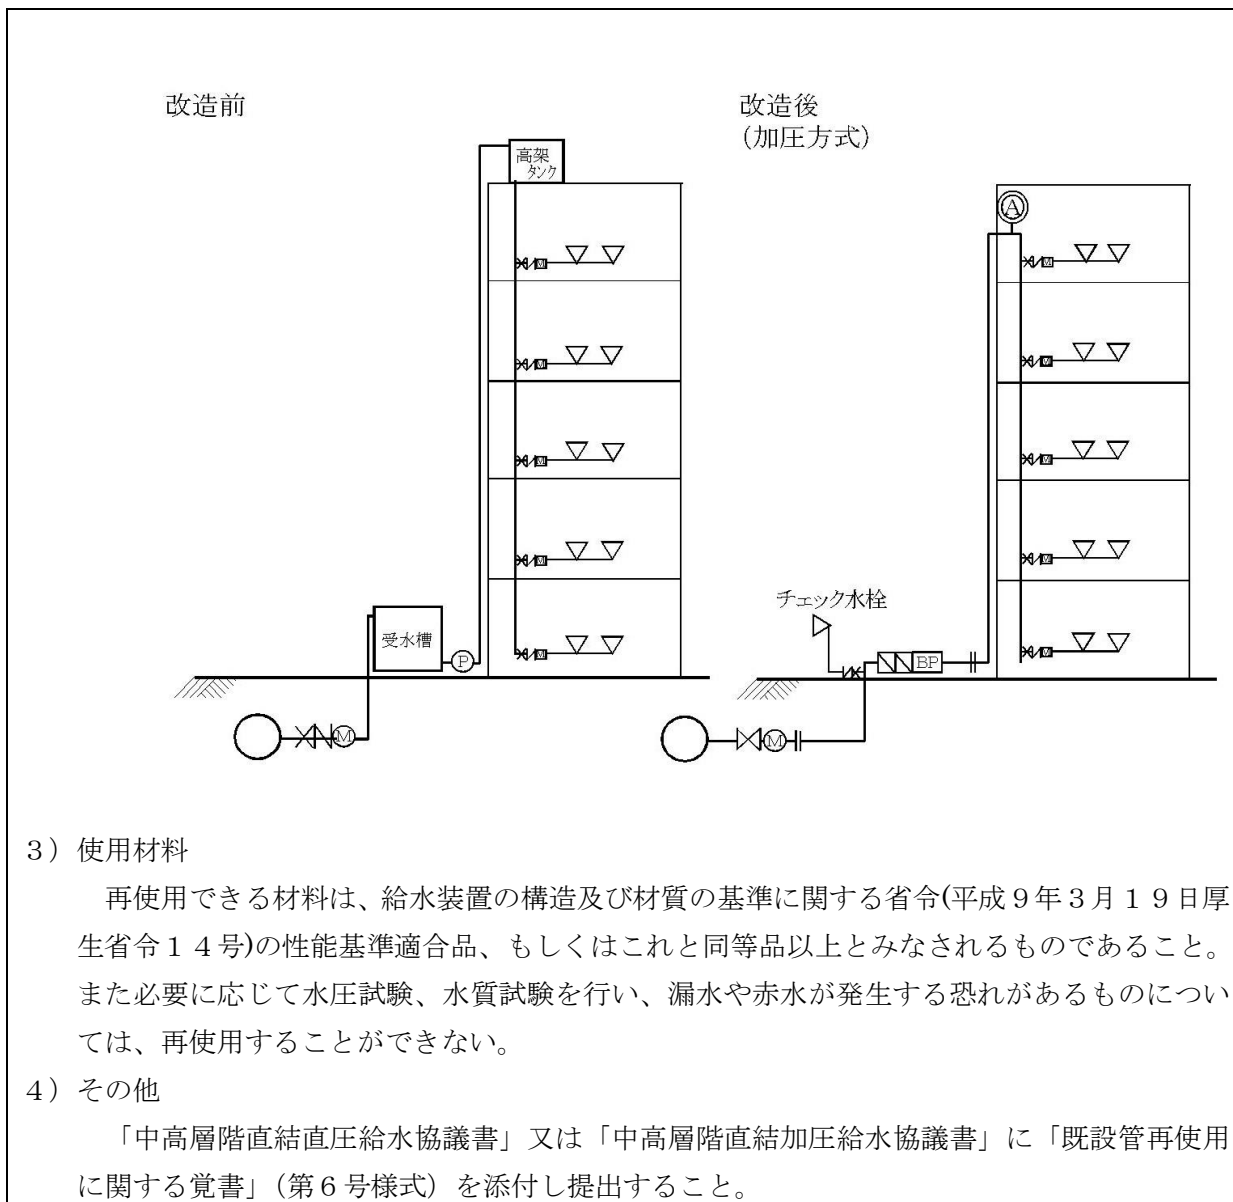 改造前
改造後
(加圧方式)
高架
タンク
A
M
M
M
M
M
M
M
M
M
M
チェック水栓
受水槽
P
BP
M
M
3）使用材料
再使用できる材料は、給水装置の構造及び材質の基準に関する省令(平成９年３月１９日厚
生省令１４号)の性能基準適合品、もしくはこれと同等品以上とみなされるものであること。
また必要に応じて水圧試験、水質試験を行い、漏水や赤水が発生する恐れがあるものについ
ては、再使用することができない。
4）その他
「中高層階直結直圧給水協議書」又は「中高層階直結加圧給水協議書」に「既設管再使用
に関する覚書」（第６号様式）を添付し提出すること。